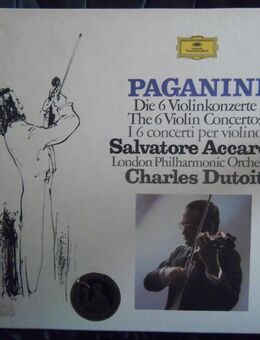 PAGANINI
Die 6 Violinkonzerte
The 6 Violin Concertos
I 6 concerti per violino
Salvatore Accar
London Philharmonic Orche
Charles Dutoit